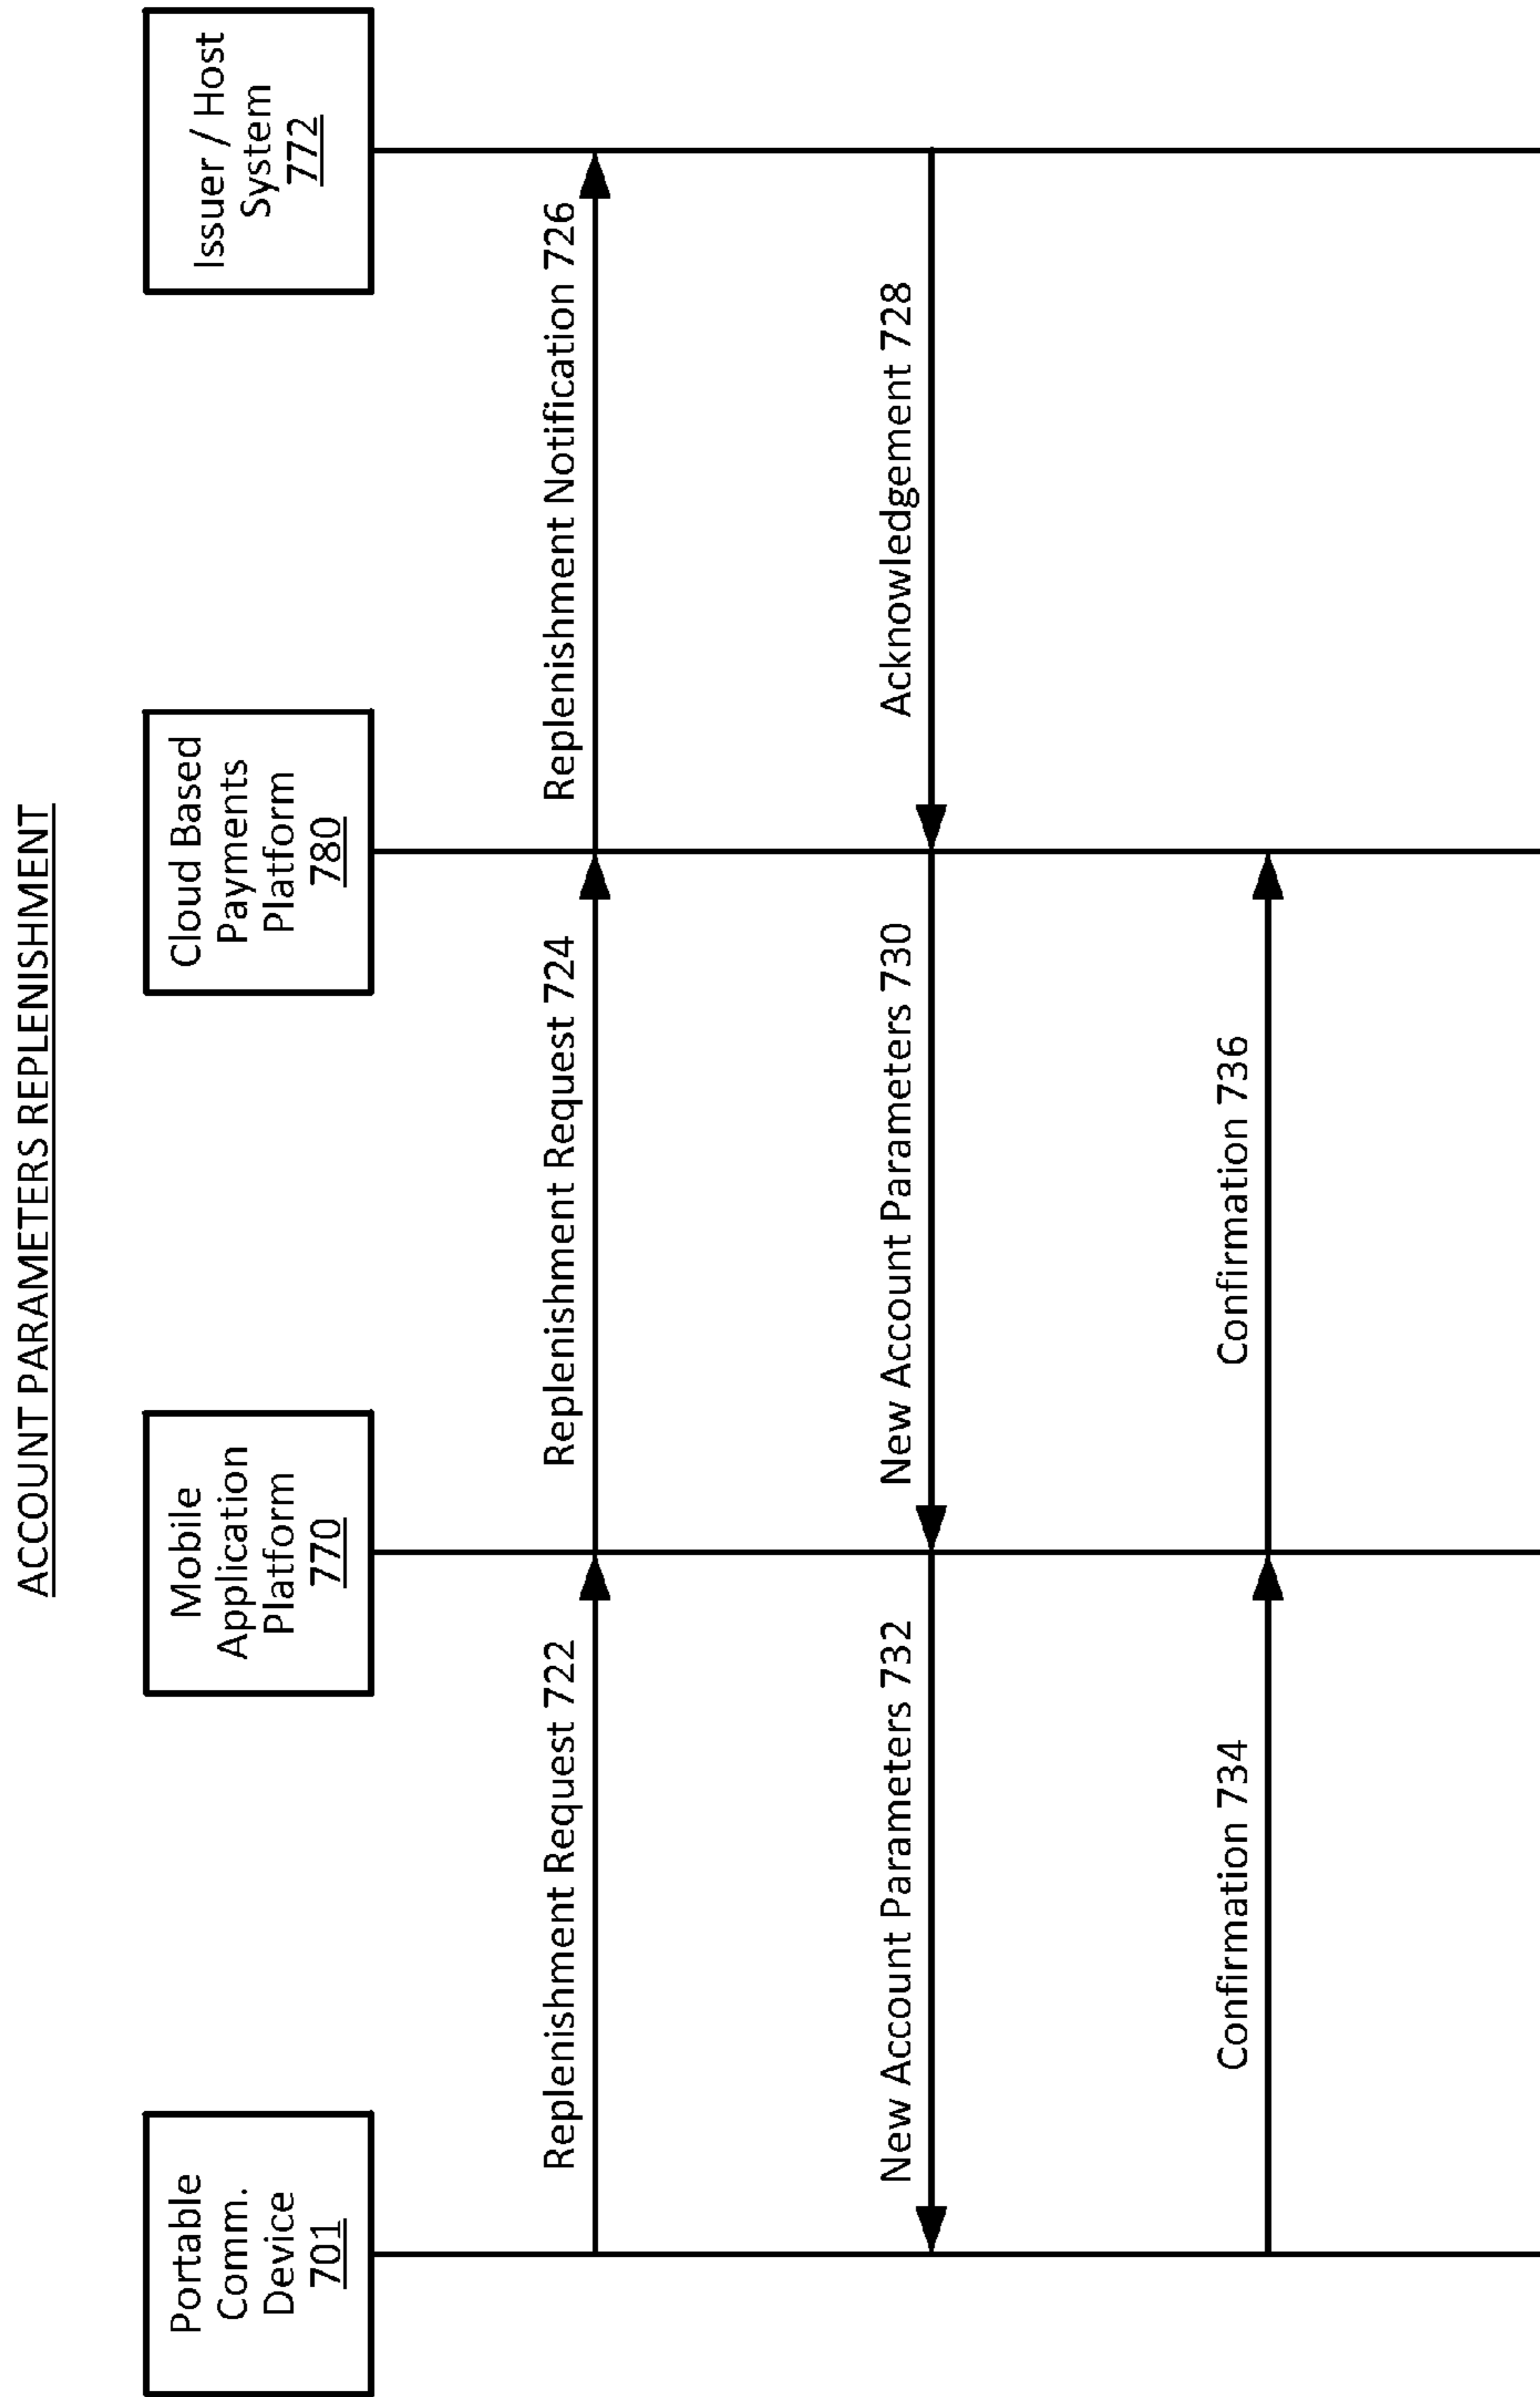 ACCOUNT PARAMETERS REPLENISHMENT
Portable
Comm.
Device
701
Mobile
Application
Platform
770
Cloud Based
Payments
Platform
780
Issuer / Host
System
772
Replenishment Request 722
Replenishment Request 724
Replenishment Notification 726
New Account Parameters 732
New Account Parameters 730
Acknowledgement 728
Confirmation 734
Confirmation 736